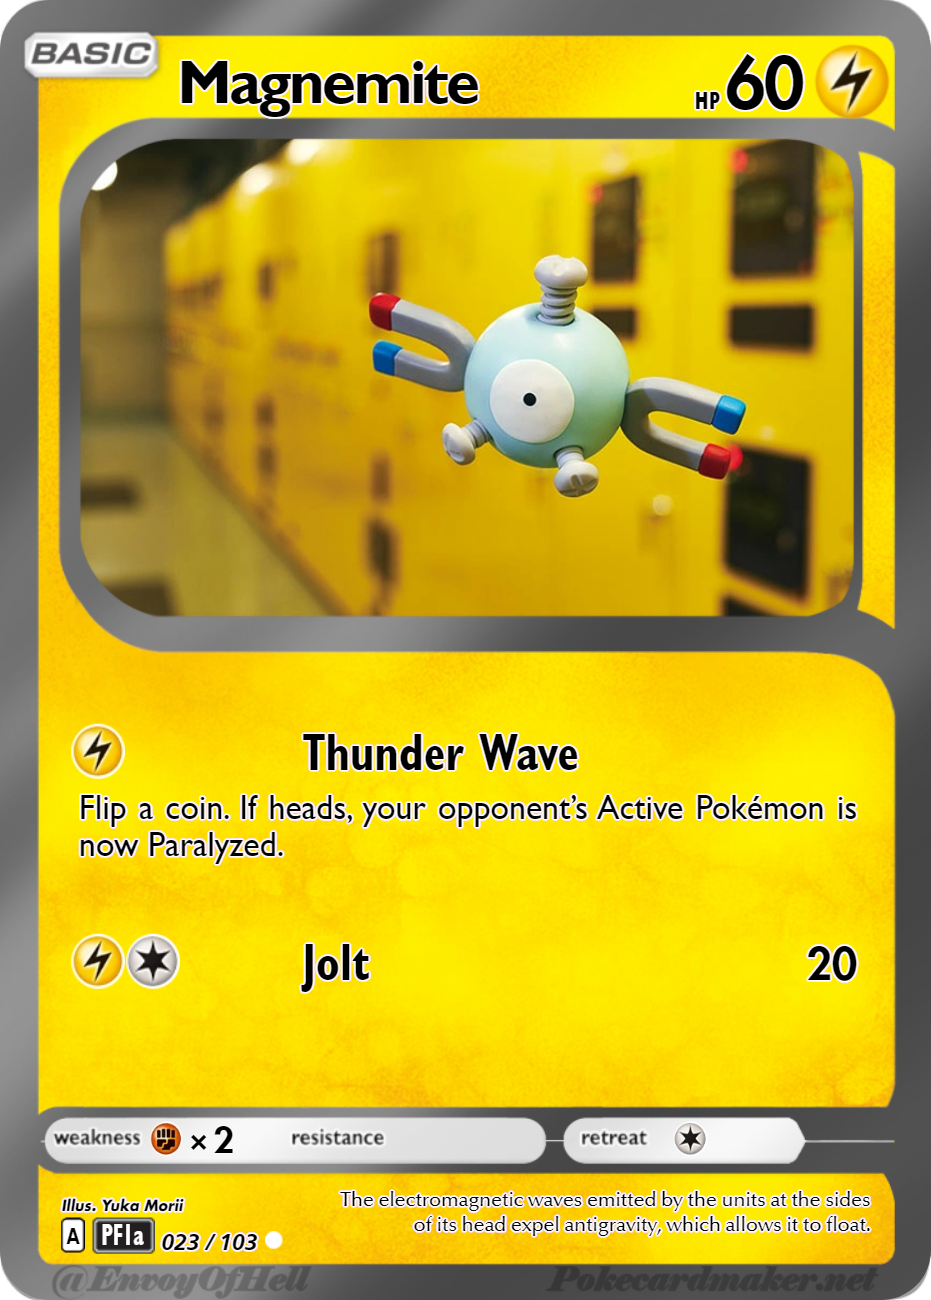 BASIC
Magnemite
HP 60
Thunder Wave
Flip a coin. If heads, your opponent's Active Pokémon is
now Paralyzed.
Jolt 20
weakness × 2 resistance retreat
Illus. Yuka Morii
The electromagnetic waves emitted by the units at the sides
of its head expel antigravity, which allows it to float.
A PF1a 023 / 103
@EnvoyOfHell Pokecardmaker.net